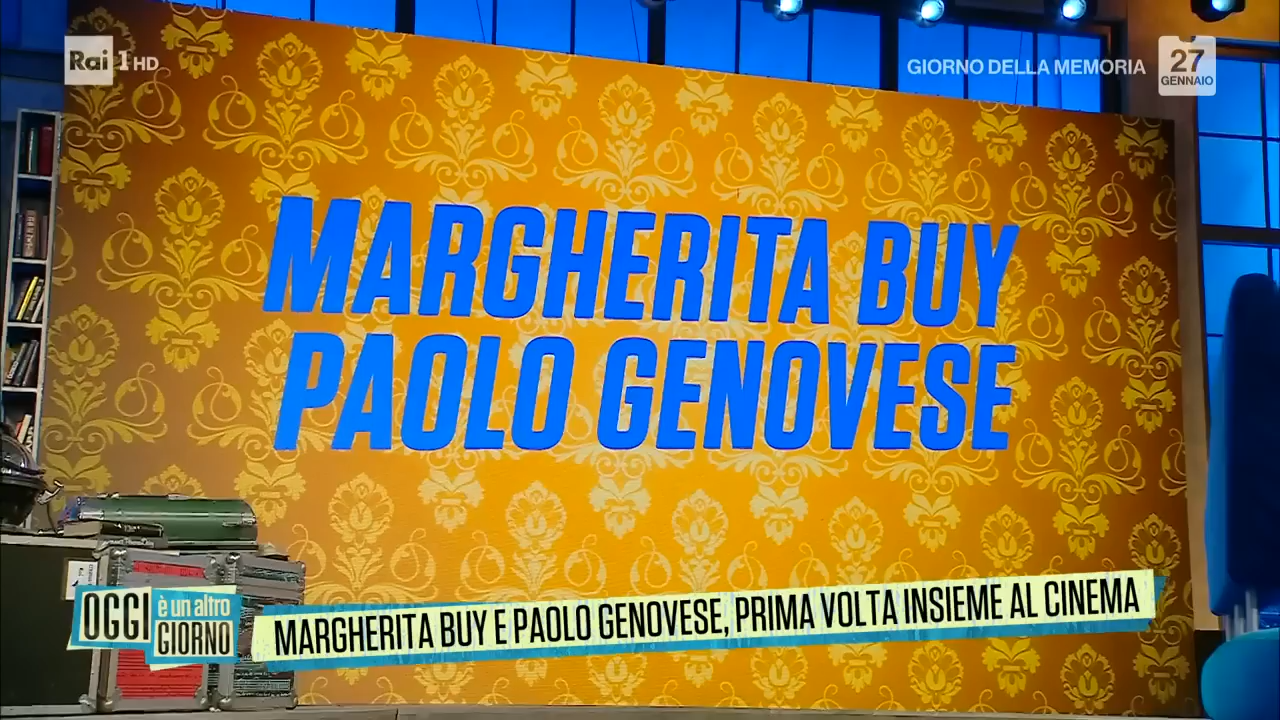 Rai 1 HD
GIORNO DELLA MEMORIA
27
GENNAIO
MARGHERITA BUY
PAOLO GENOVESE
OGGI è un altro GIORNO
MARGHERITA BUY E PAOLO GENOVESE, PRIMA VOLTA INSIEME AL CINEMA